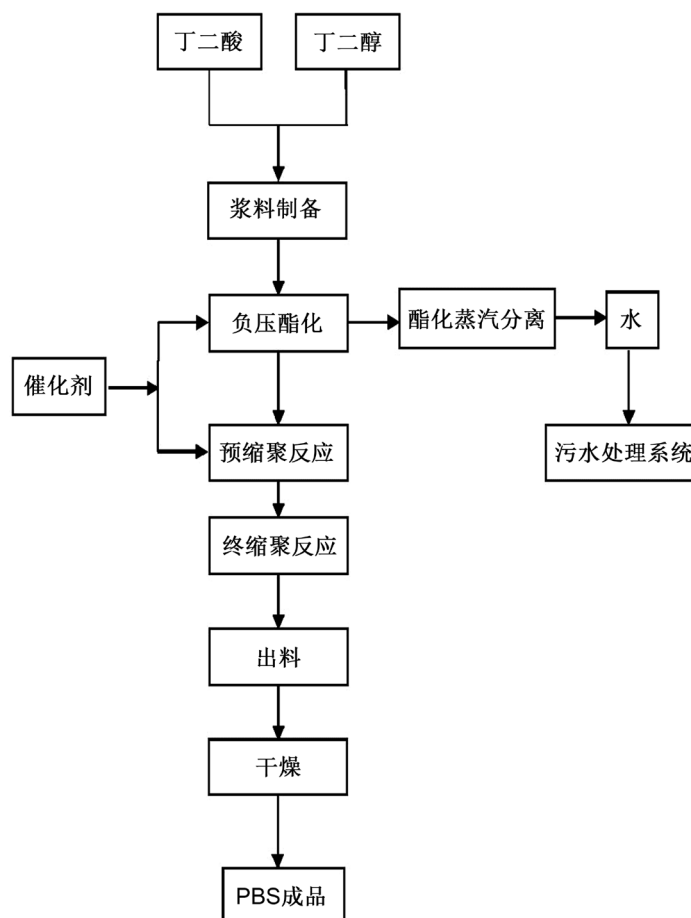 丁二酸
丁二醇
浆料制备
负压酯化
酯化蒸汽分离
水
催化剂
预缩聚反应
污水处理系统
终缩聚反应
出料
干燥
PBS成品